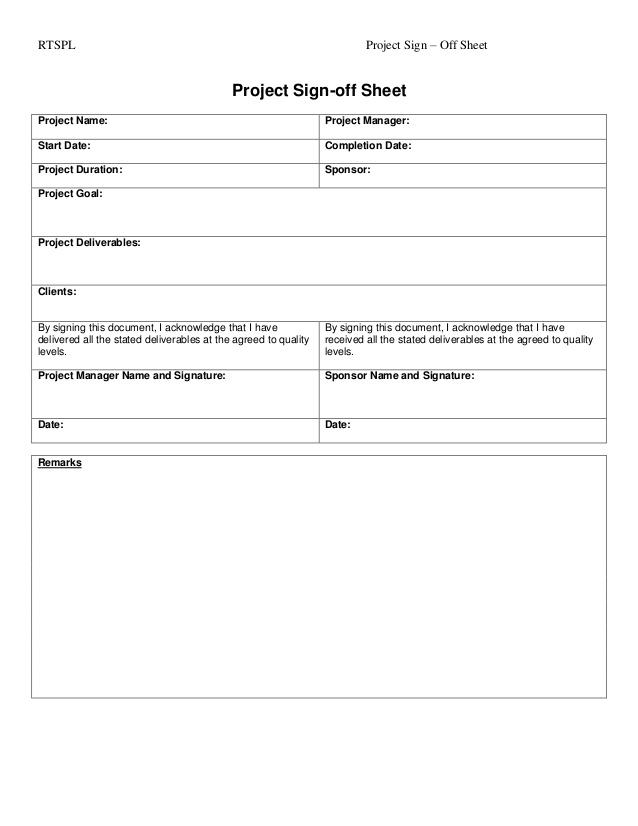 RTSPL Project Sign – Off Sheet
Project Sign-off Sheet
Project Name: Project Manager:
Start Date: Completion Date:
Project Duration: Sponsor:
Project Goal:
Project Deliverables:
Clients:
By signing this document, I acknowledge that I have
delivered all the stated deliverables at the agreed to quality
levels.
By signing this document, I acknowledge that I have
received all the stated deliverables at the agreed to quality
levels.
Project Manager Name and Signature: Sponsor Name and Signature:
Date: Date:
Remarks